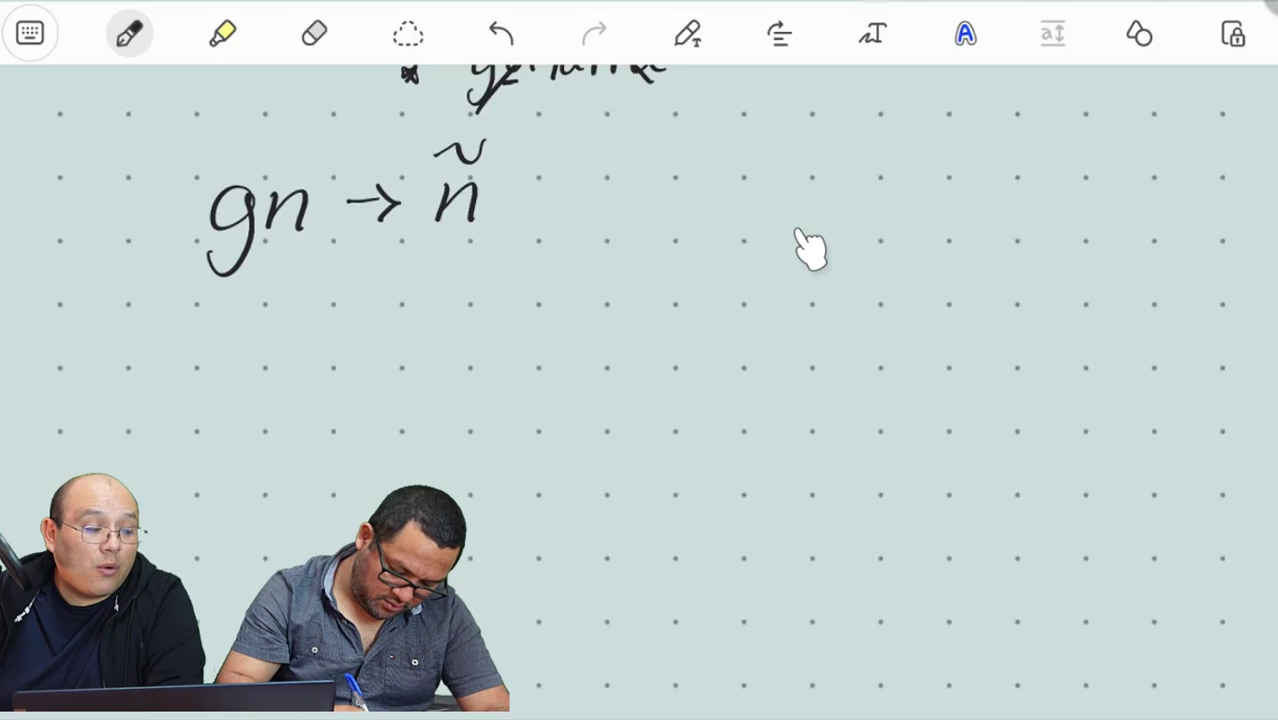 gn → ñ